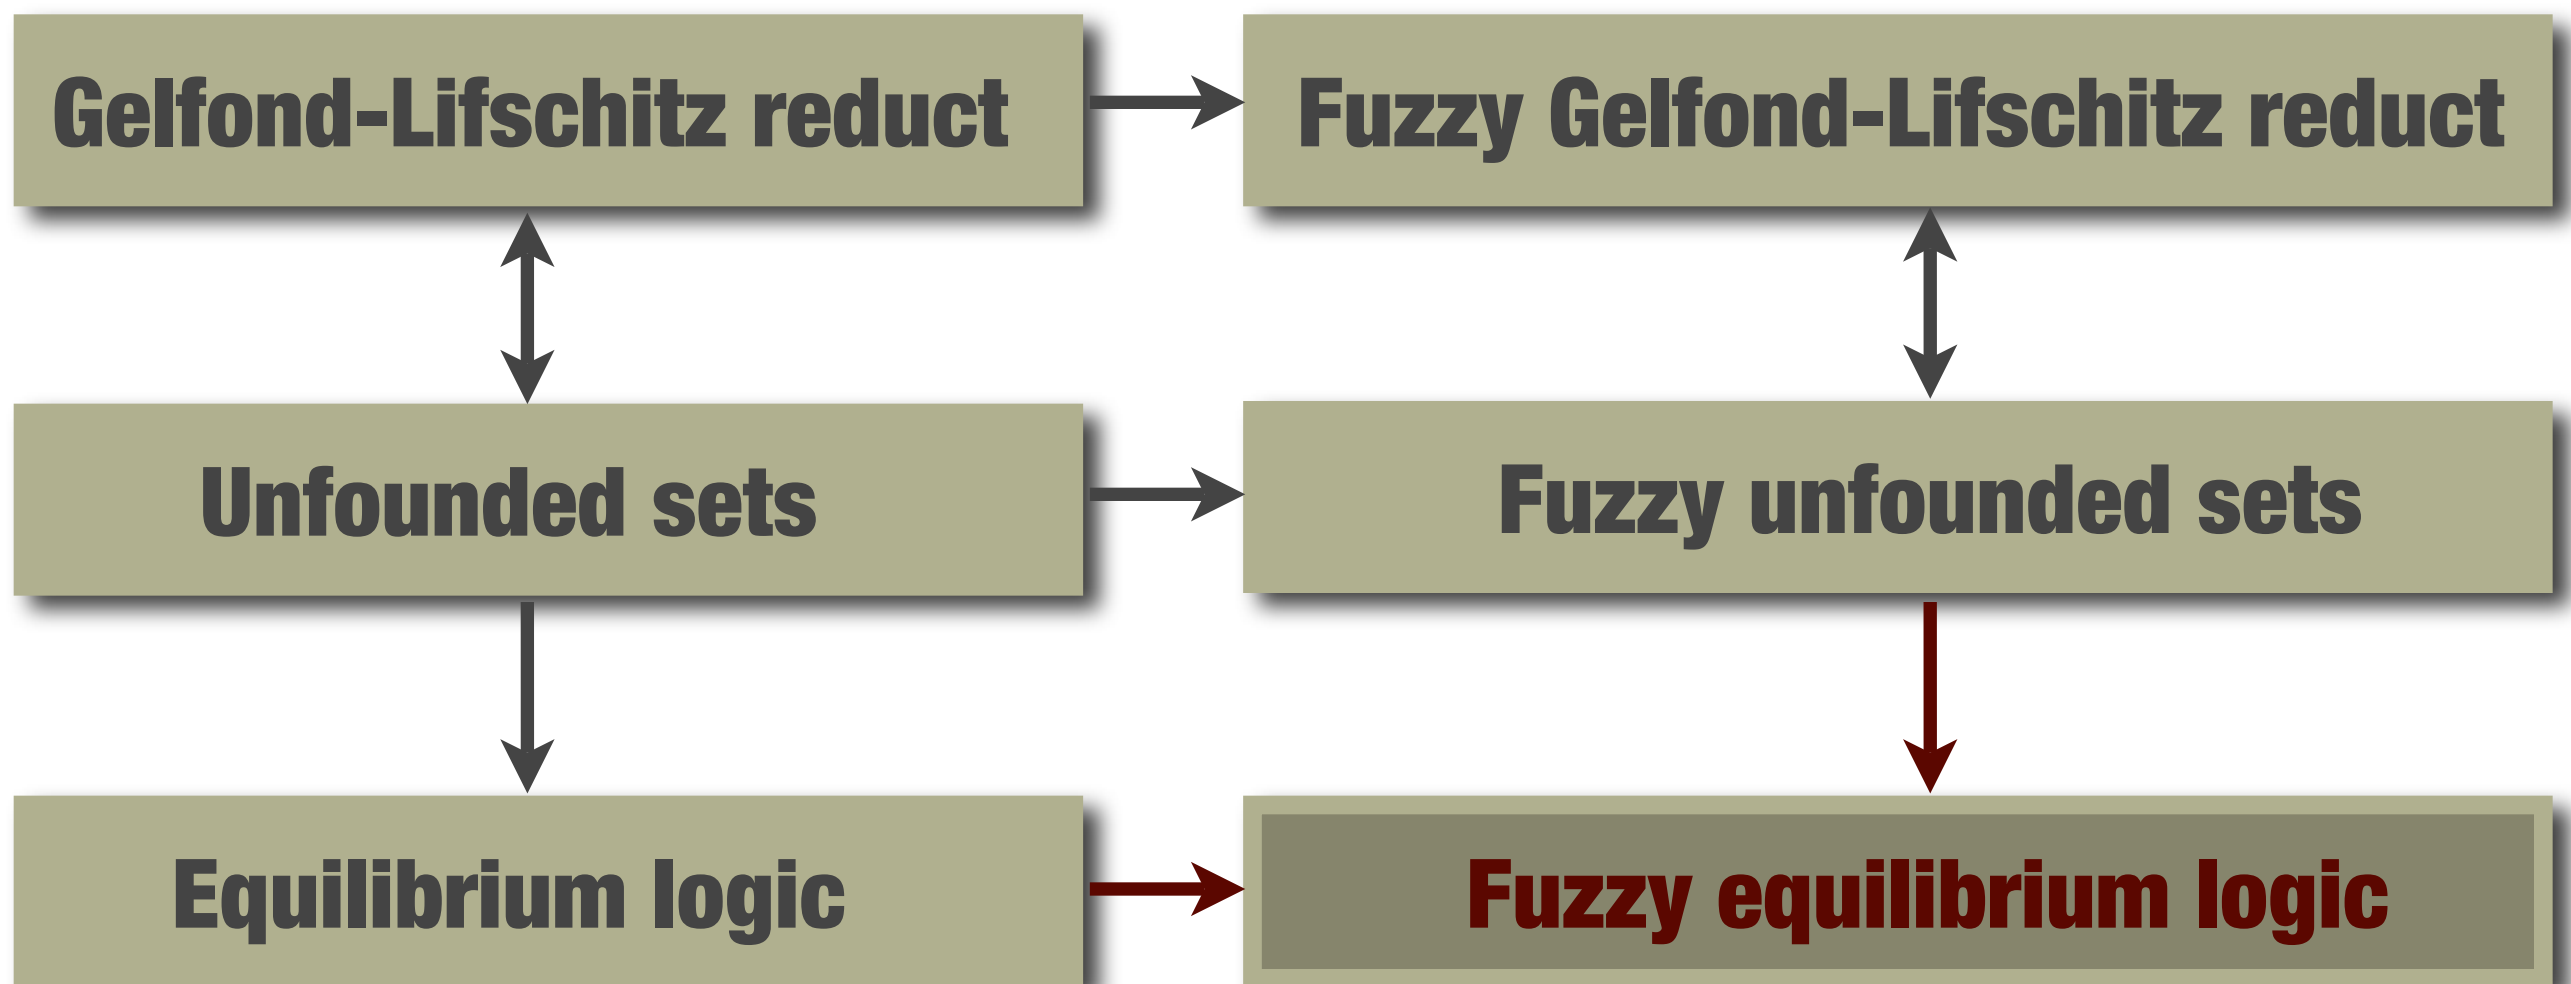 Gelfond-Lifschitz reduct
Fuzzy Gelfond-Lifschitz reduct
Unfounded sets
Fuzzy unfounded sets
Equilibrium logic
Fuzzy equilibrium logic